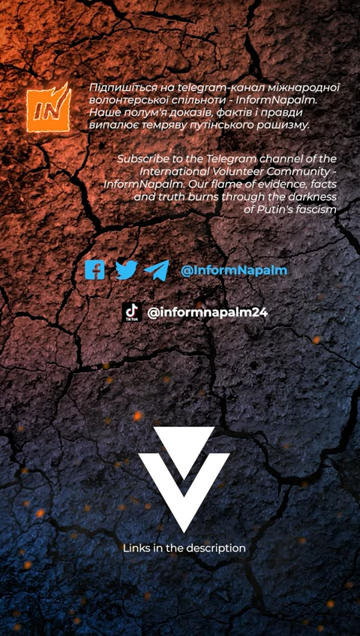 IN
Підпишіться на telegram-канал міжнародної
волонтерської спільноти - InformNapalm.
Наше полум'я доказів, фактів і правди
випалює темряву путінського рашизму.
Subscribe to the Telegram channel of the
International Volunteer Community -
InformNapalm. Our flame of evidence, facts
and truth burns through the darkness
of Putin's fascism
@InformNapalm
TikTok
@informnapalm24
Links in the description